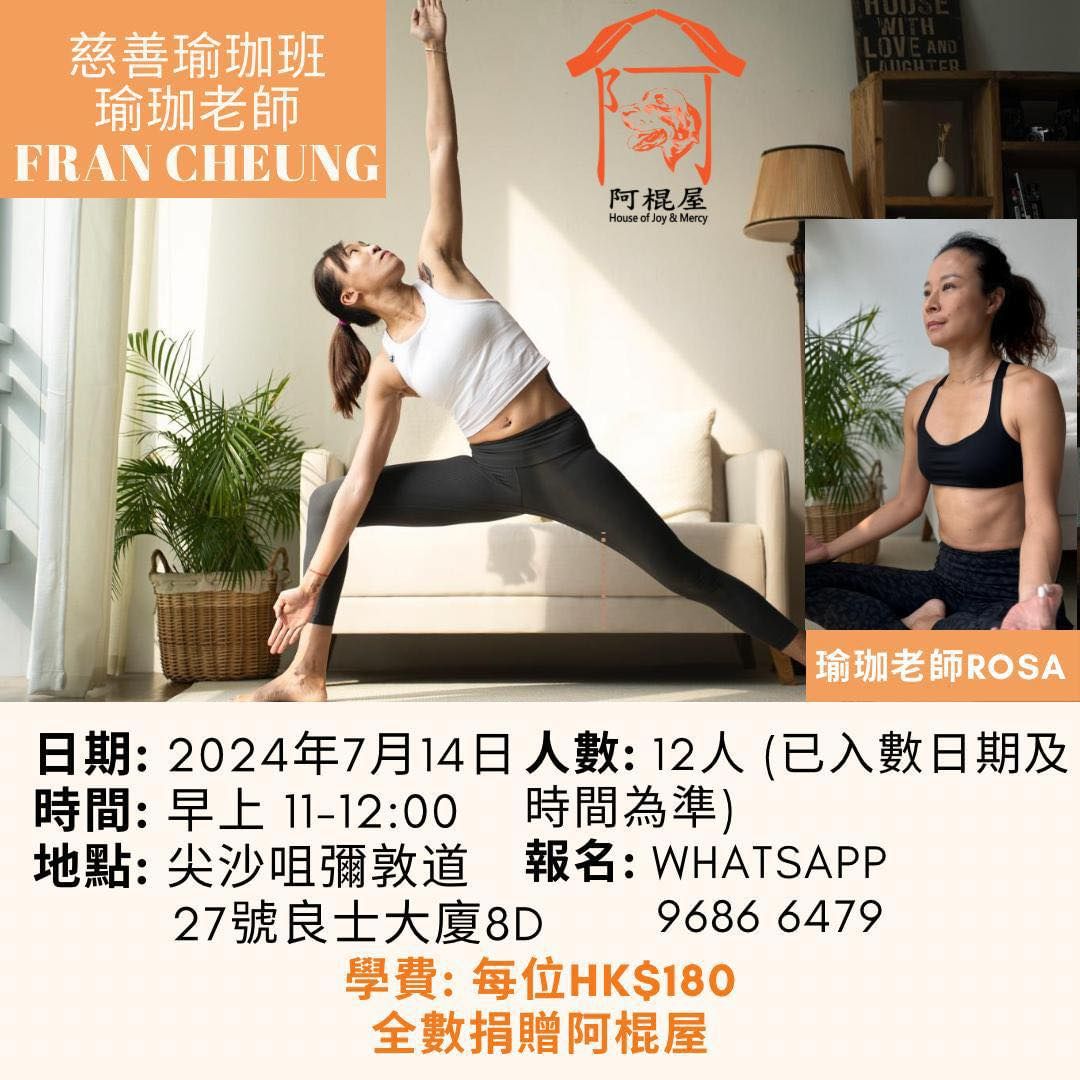 慈善瑜珈班
瑜珈老師
FRAN CHEUNG
阿棍屋
House of Joy & Mercy
HOUSE
WITH
LOVE AND
LAUGHTER
瑜珈老師ROSA
日期: 2024年7月14日
時間: 早上 11-12:00
地點: 尖沙咀彌敦道
27號良士大廈8D
人數: 12人 (已入數日期及
時間為準)
報名: WHATSAPP
9686 6479
學費: 每位HK$180
全數捐贈阿棍屋